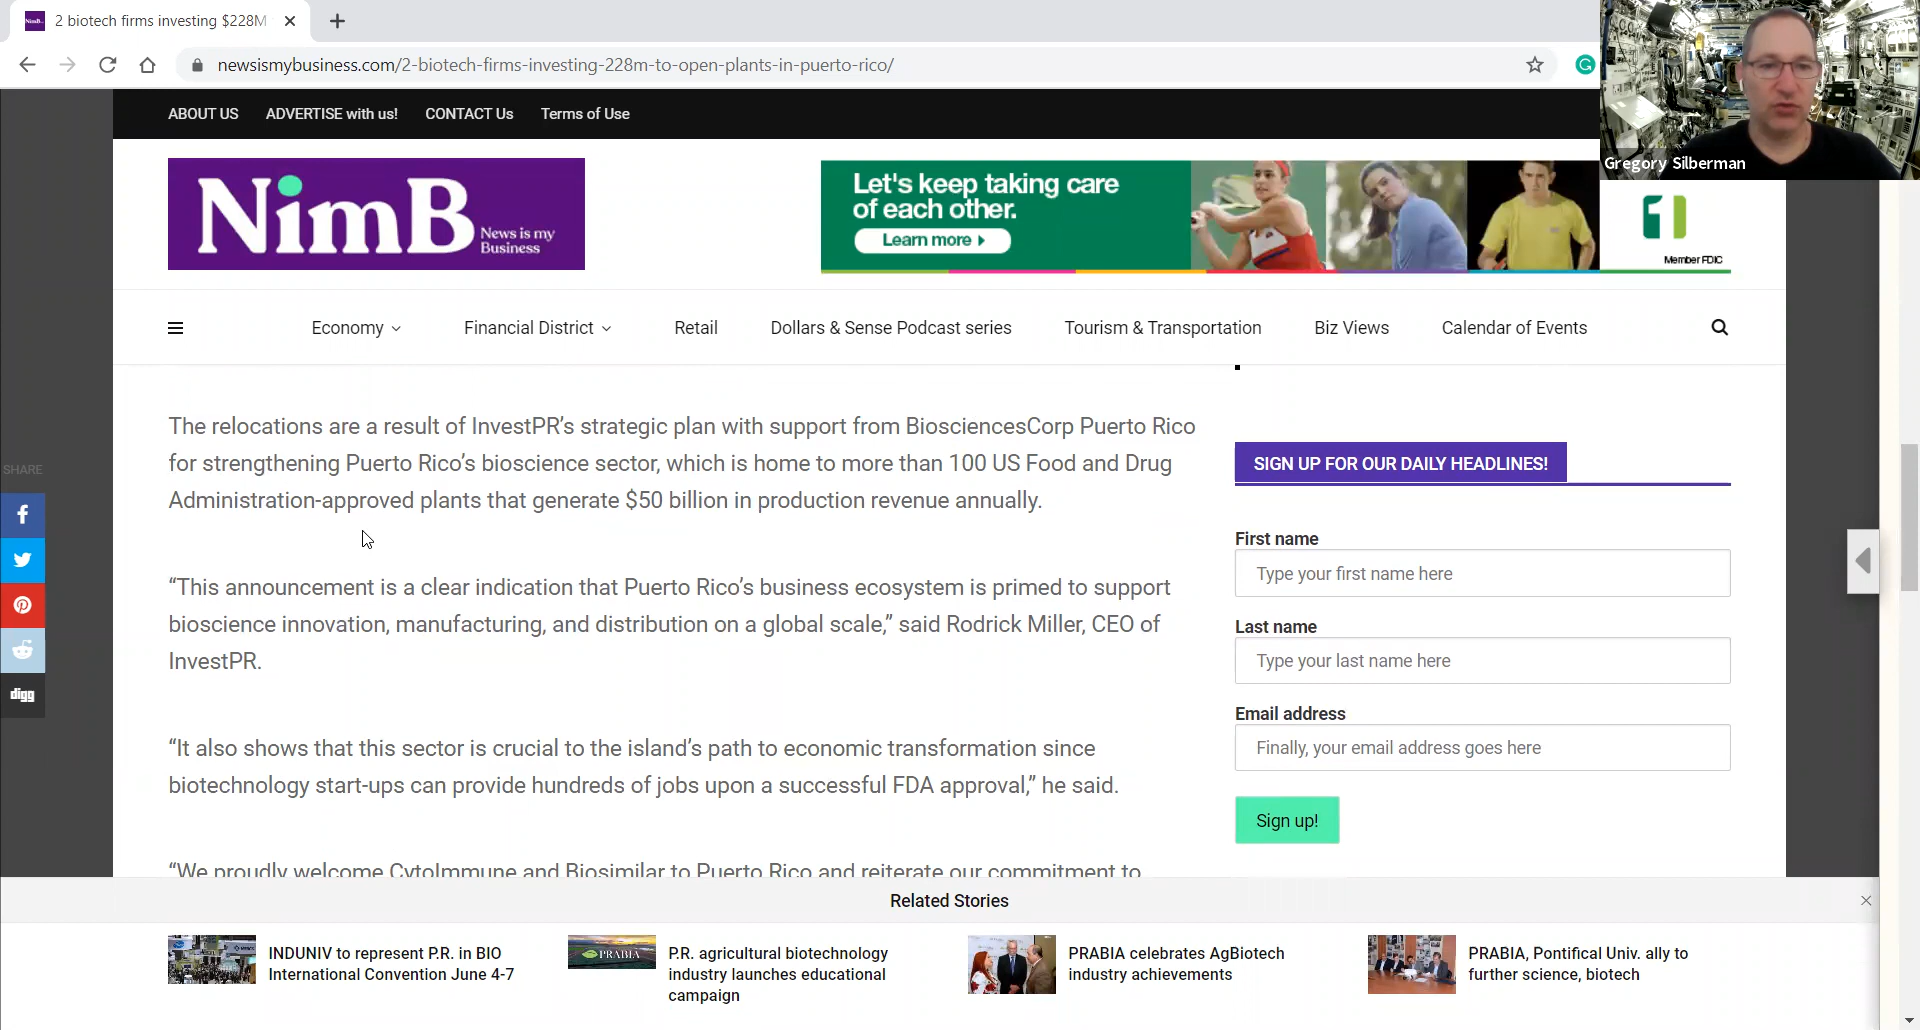 2 biotech firms investing $228M
newsismybusiness.com/2-biotech-firms-investing-228m-to-open-plants-in-puerto-rico/
Gregory Silberman
ABOUT US ADVERTISE with us! CONTACT Us Terms of Use
NimB
News is my
Business
Let's keep taking care
of each other.
Learn more
Member FDIC
Economy Financial District Retail Dollars & Sense Podcast series Tourism & Transportation Biz Views Calendar of Events
The relocations are a result of InvestPR’s strategic plan with support from BiosciencesCorp Puerto Rico
for strengthening Puerto Rico’s bioscience sector, which is home to more than 100 US Food and Drug
Administration-approved plants that generate $50 billion in production revenue annually.
“This announcement is a clear indication that Puerto Rico’s business ecosystem is primed to support
bioscience innovation, manufacturing, and distribution on a global scale,” said Rodrick Miller, CEO of
InvestPR.
“It also shows that this sector is crucial to the island’s path to economic transformation since
biotechnology start-ups can provide hundreds of jobs upon a successful FDA approval,” he said.
“We proudly welcome CytoImmune and Biosimilar to Puerto Rico and reiterate our commitment to
SHARE
digg
SIGN UP FOR OUR DAILY HEADLINES!
First name
Type your first name here
Last name
Type your last name here
Email address
Finally, your email address goes here
Sign up!
Related Stories
INDUNIV to represent P.R. in BIO
International Convention June 4-7
PRABIA
P.R. agricultural biotechnology
industry launches educational
campaign
PRABIA celebrates AgBiotech
industry achievements
PRABIA, Pontifical Univ. ally to
further science, biotech